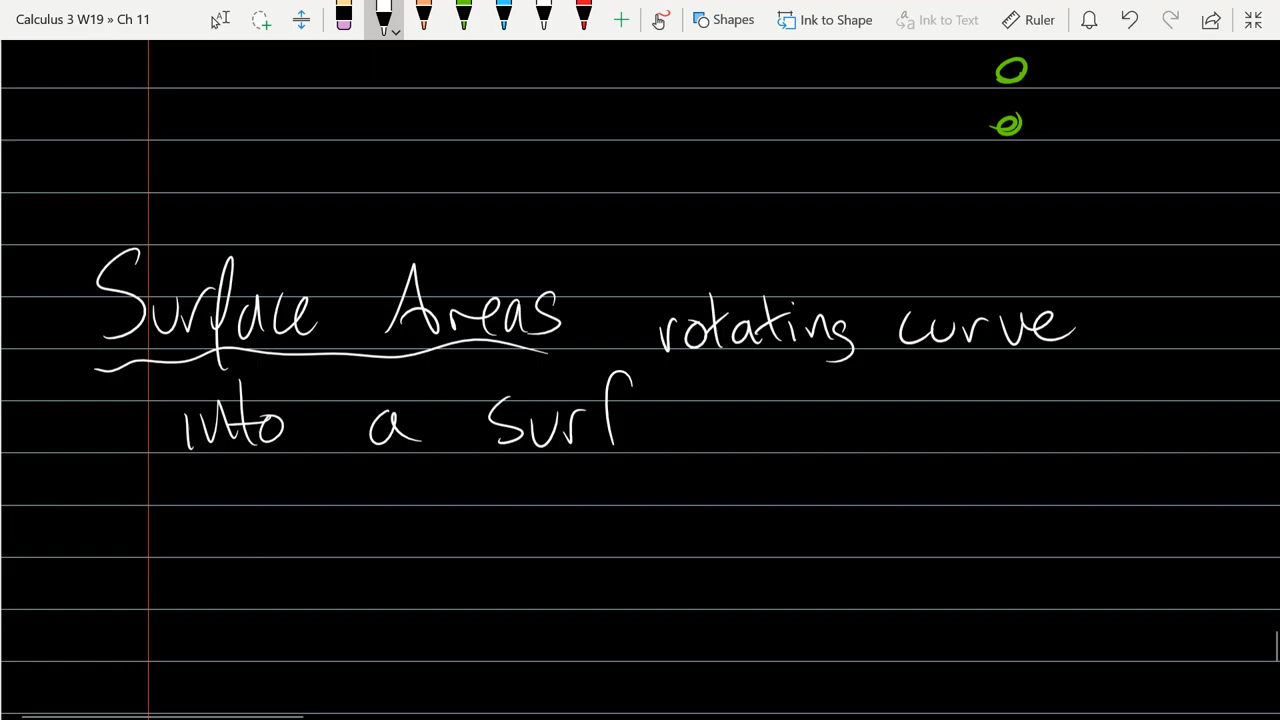 Calculus 3 W19 » Ch 11
Shapes
Ink to Shape
Ink to Text
Ruler
Surface Areas rotating curve
into a surf